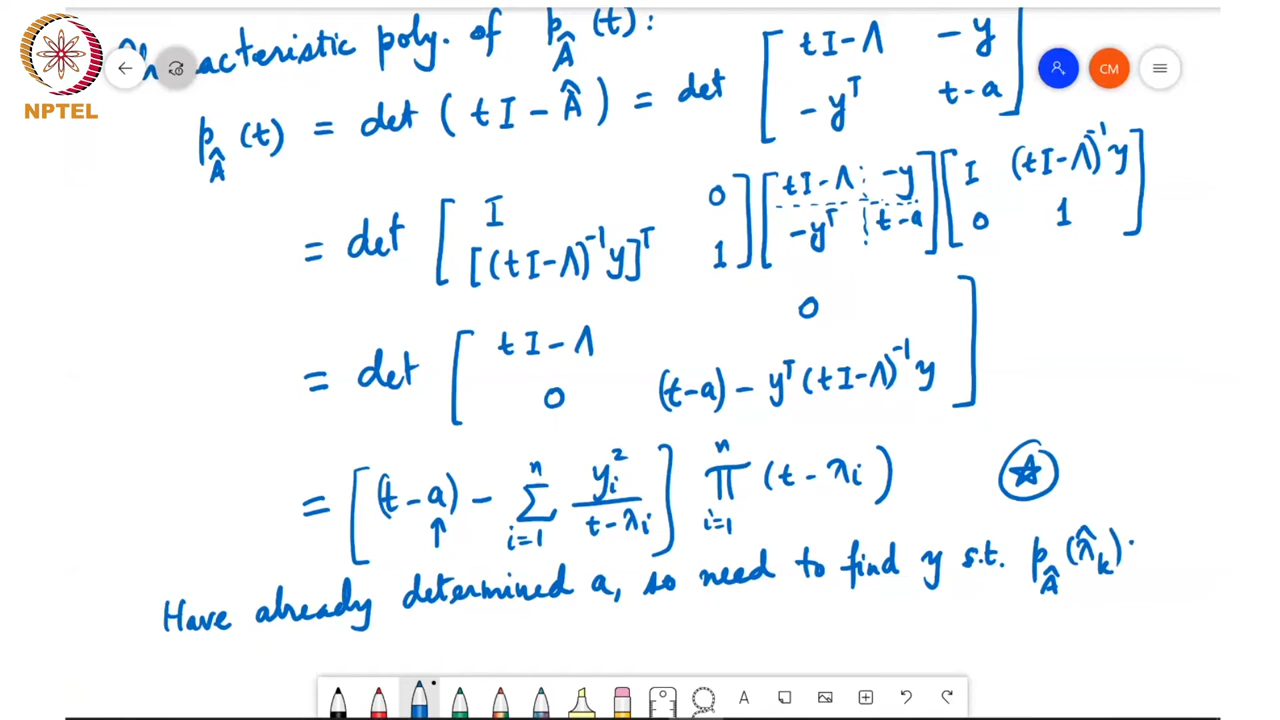 Characteristic poly. of p_Â(t):
p_Â(t) = det (tI - Â) = det [ tI-Λ  -y ; -yᵀ  t-a ]
= det [ I  0 ; [(tI-Λ)⁻¹y]ᵀ  1 ] [ tI-Λ  -y ; -yᵀ  t-a ] [ I  (tI-Λ)⁻¹y ; 0  1 ]
= det [ tI-Λ  0 ; 0  (t-a) - yᵀ(tI-Λ)⁻¹y ]
= [ (t-a) - ∑_{i=1}^{n} y_i²/(t-λ_i) ] ∏_{i=1}^{n} (t-λ_i) ☆
↑
Have already determined a, so need to find y s.t. p_Â(λ̂_k) ·
NPTEL
CM
A